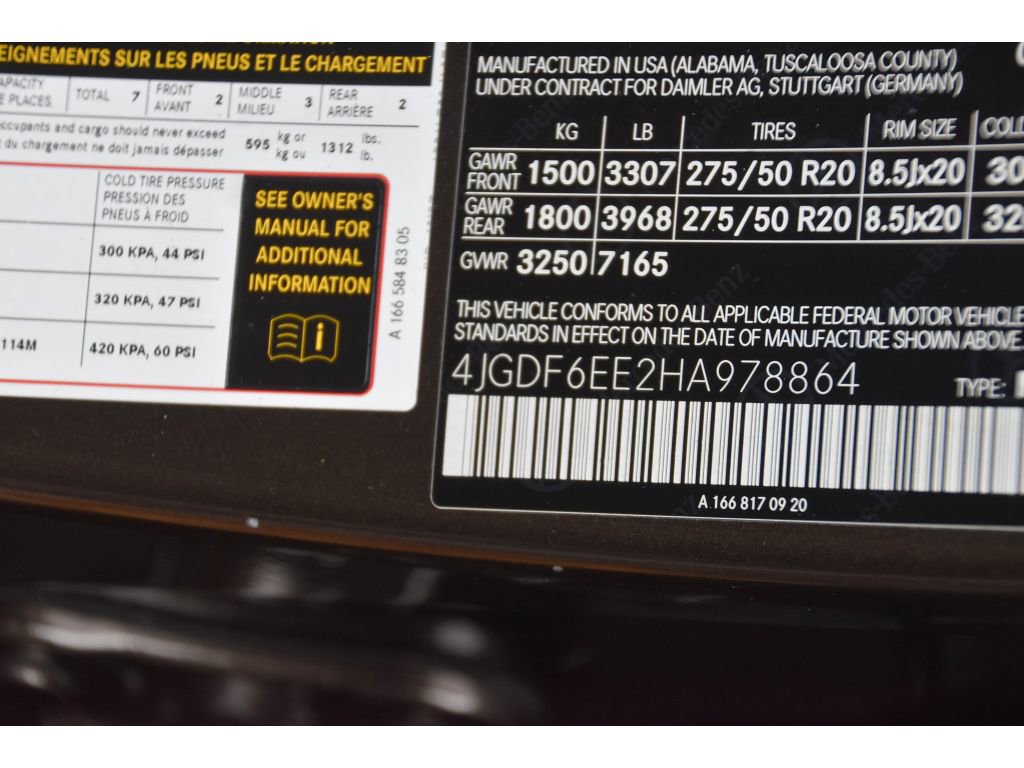 EIGNEMENTS SUR LES PNEUS ET LE CHARGEMENT
APACITY TOTAL 7 FRONT 2 MIDDLE 3 REAR 2
E PLACES AVANT MILIEU ARRIÈRE
ccupants and cargo should never exceed 595 kg or 1312 lbs.
t du chargement ne doit jamais dépasser kg ou lb.
COLD TIRE PRESSURE
PRESSION DES
PNEUS À FROID
300 KPA, 44 PSI
320 KPA, 47 PSI
114M 420 KPA, 60 PSI
SEE OWNER'S
MANUAL FOR
ADDITIONAL
INFORMATION
A 166 584 83 05
MANUFACTURED IN USA (ALABAMA, TUSCALOOSA COUNTY)
UNDER CONTRACT FOR DAIMLER AG, STUTTGART (GERMANY)
KG LB TIRES RIM SIZE COLD
GAWR FRONT 1500 3307 275/50 R20 8.5Jx20 30
GAWR REAR 1800 3968 275/50 R20 8.5Jx20 32
GVWR 3250 7165
THIS VEHICLE CONFORMS TO ALL APPLICABLE FEDERAL MOTOR VEHICLE
STANDARDS IN EFFECT ON THE DATE OF MANUFACTURE SHOWN ABOVE.
4JGDF6EE2HA978864 TYPE:
A 166 817 09 20